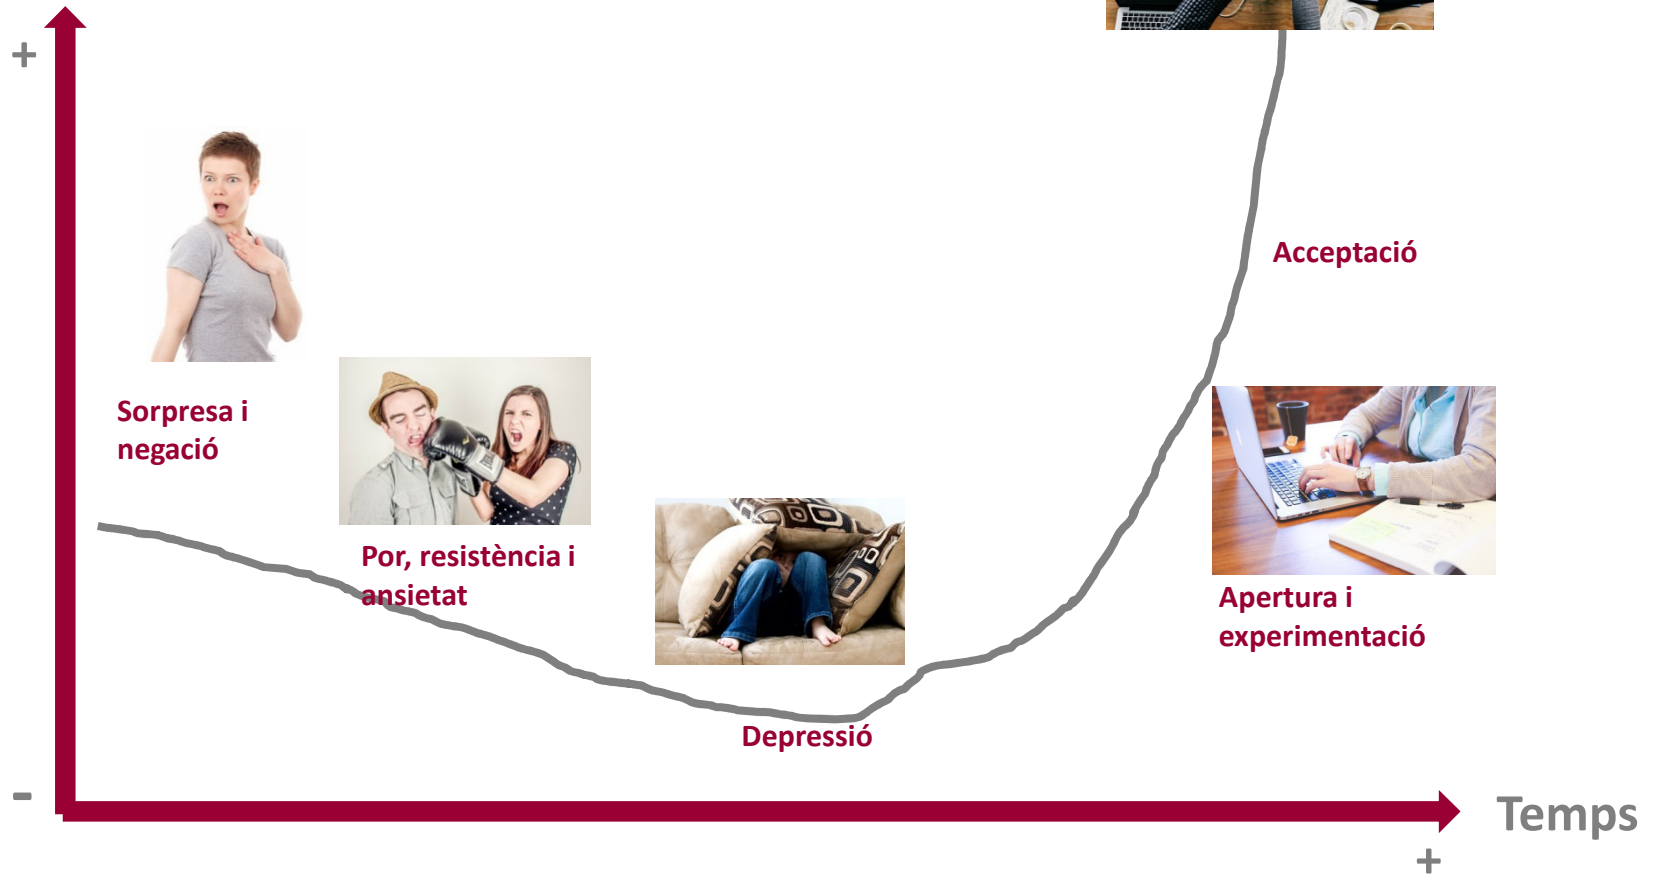 +
Sorpresa i
negació
Por, resistència i
ansietat
Depressió
Acceptació
Apertura i
experimentació
-
Temps
+